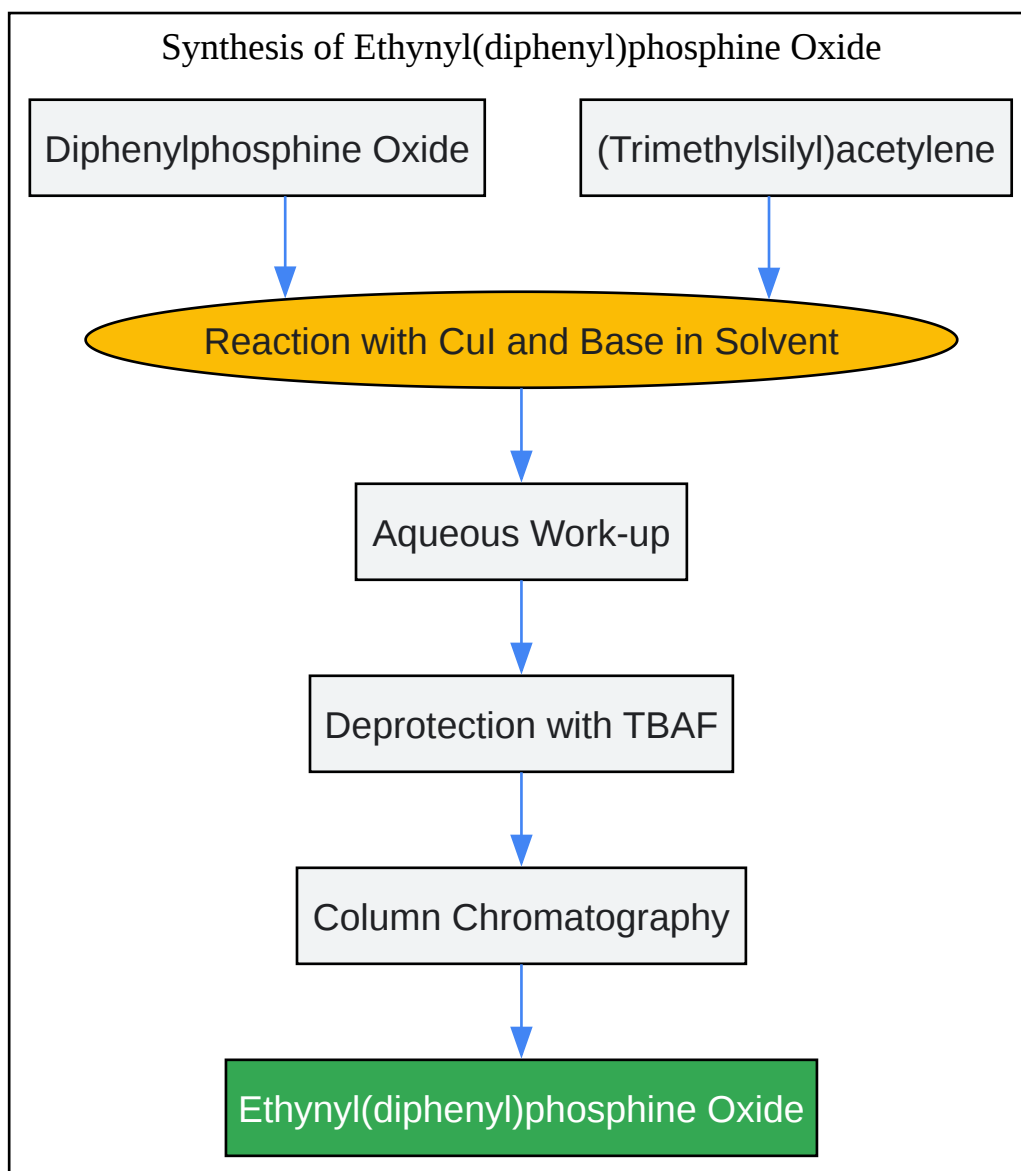 Synthesis of Ethynyl(diphenyl)phosphine Oxide
Diphenylphosphine Oxide
(Trimethylsilyl)acetylene
Reaction with CuI and Base in Solvent
Aqueous Work-up
Deprotection with TBAF
Column Chromatography
Ethynyl(diphenyl)phosphine Oxide